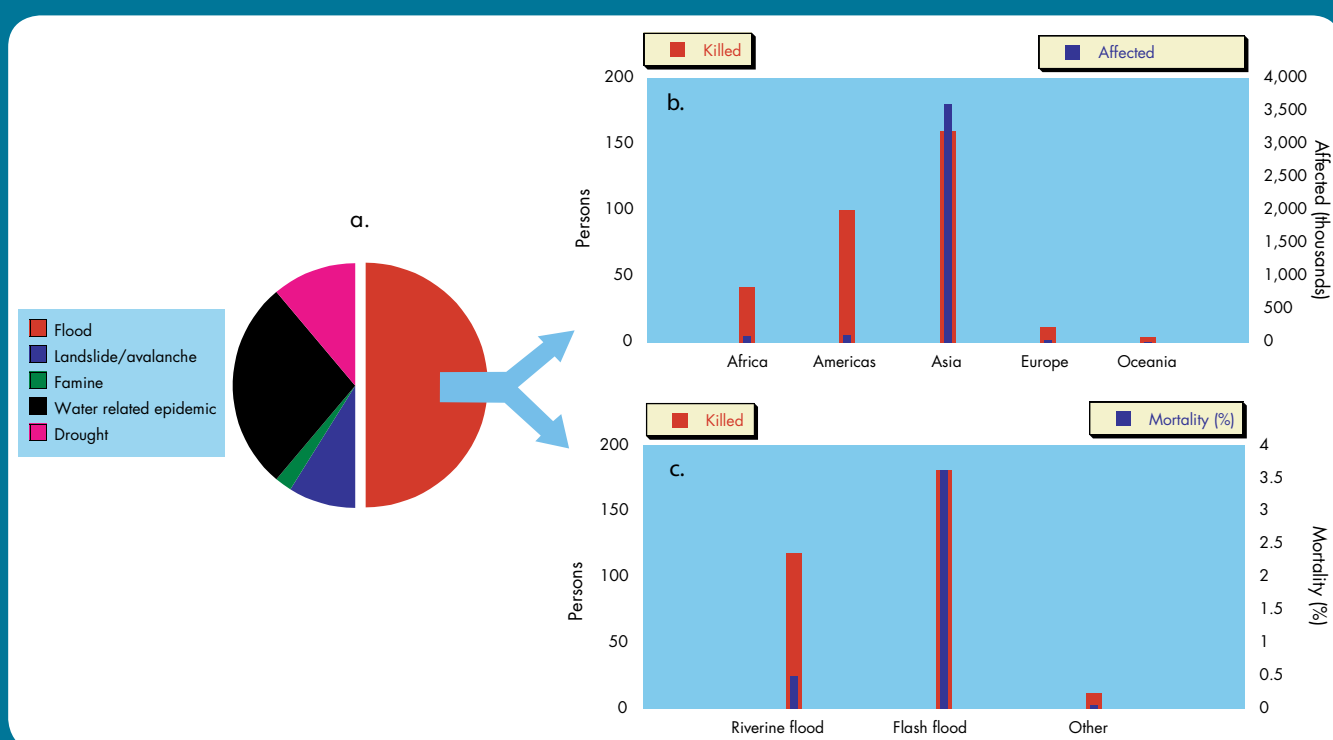 a.
Flood
Landslide/avalanche
Famine
Water related epidemic
Drought
Killed
Affected
b.
200
150
100
50
0
Persons
4,000
3,500
3,000
2,500
2,000
1,500
1,000
500
0
Affected (thousands)
Africa Americas Asia Europe Oceania
Killed
Mortality (%)
c.
200
150
100
50
0
Persons
4
3.5
3
2.5
2
1.5
1
0.5
0
Mortality (%)
Riverine flood Flash flood Other